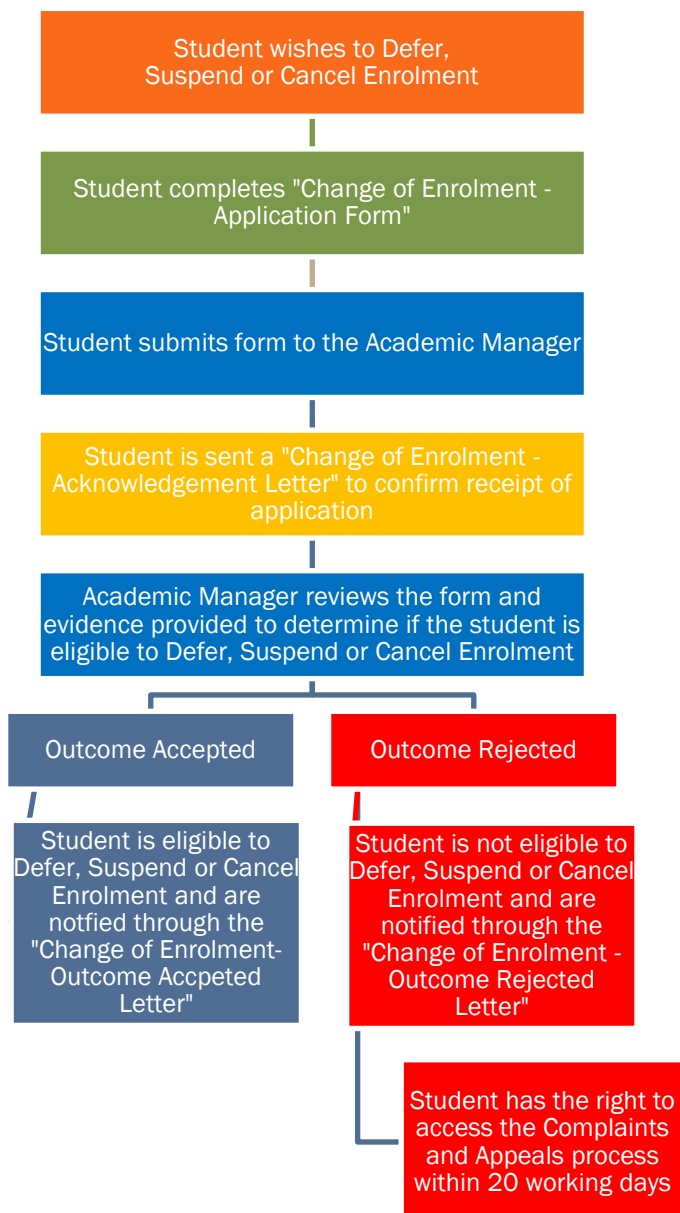 Student wishes to Defer,
Suspend or Cancel Enrolment
Student completes "Change of Enrolment -
Application Form"
Student submits form to the Academic Manager
Student is sent a "Change of Enrolment -
Acknowledgement Letter" to confirm receipt of
application
Academic Manager reviews the form and
evidence provided to determine if the student is
eligible to Defer, Suspend or Cancel Enrolment
Outcome Accepted
Student is eligible to
Defer, Suspend or Cancel
Enrolment and are
notfied through the
"Change of Enrolment-
Outcome Accpeted
Letter"
Outcome Rejected
Student is not eligible to
Defer, Suspend or Cancel
Enrolment and are
notified through the
"Change of Enrolment -
Outcome Rejected
Letter"
Student has the right to
access the Complaints
and Appeals process
within 20 working days